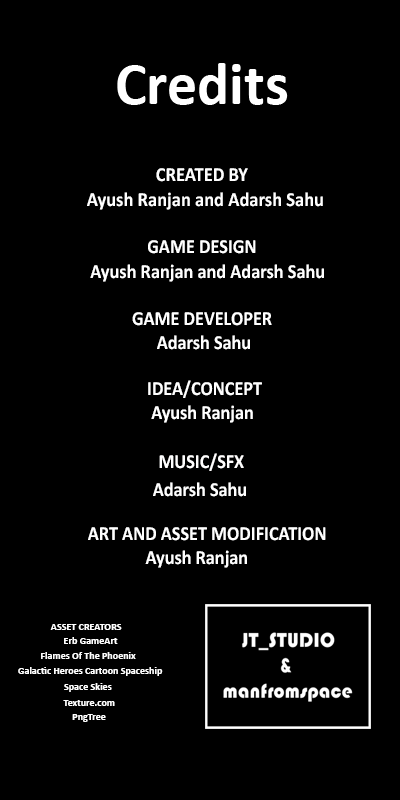 Credits
CREATED BY
Ayush Ranjan and Adarsh Sahu
GAME DESIGN
Ayush Ranjan and Adarsh Sahu
GAME DEVELOPER
Adarsh Sahu
IDEA/CONCEPT
Ayush Ranjan
MUSIC/SFX
Adarsh Sahu
ART AND ASSET MODIFICATION
Ayush Ranjan
ASSET CREATORS
Erb GameArt
Flames Of The Phoenix
Galactic Heroes Cartoon Spaceship
Space Skies
Texture.com
PngTree
JT_STUDIO
&
manfromspace